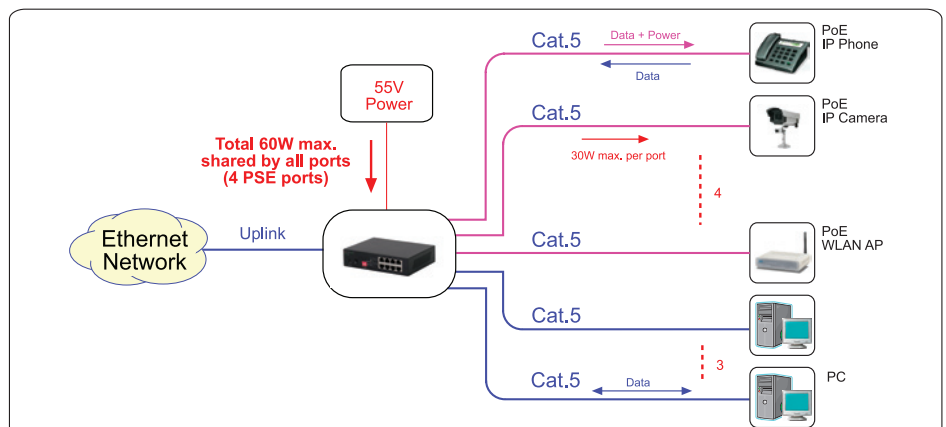 Cat.5
Data + Power
Data
PoE
IP Phone
55V
Power
Total 60W max.
shared by all ports
(4 PSE ports)
Cat.5
30W max. per port
PoE
IP Camera
4
Ethernet
Network
Uplink
Cat.5
PoE
WLAN AP
Cat.5
3
Cat.5
Data
PC